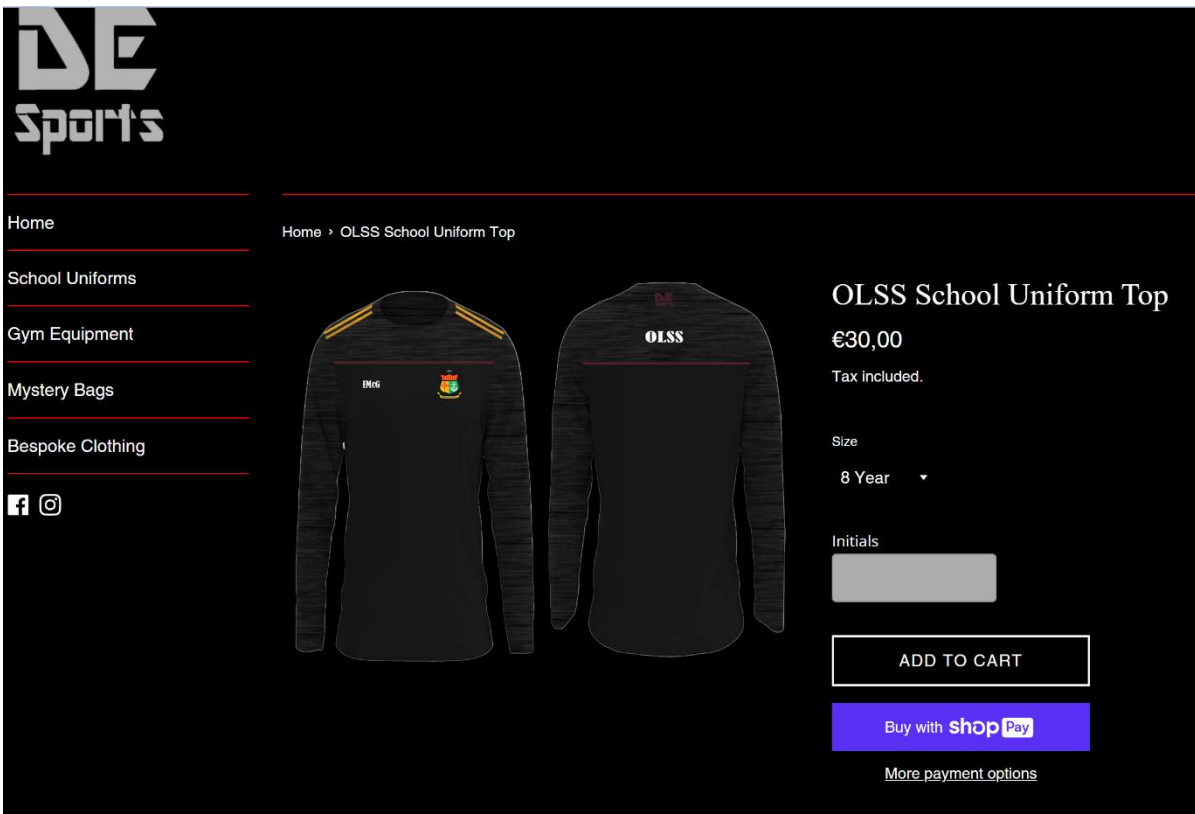 DE
Sports
Home
School Uniforms
Gym Equipment
Mystery Bags
Bespoke Clothing
Home › OLSS School Uniform Top
EMcG
DE
OLSS
OLSS School Uniform Top
€30,00
Tax included.
Size
8 Year
Initials
ADD TO CART
Buy with shop Pay
More payment options